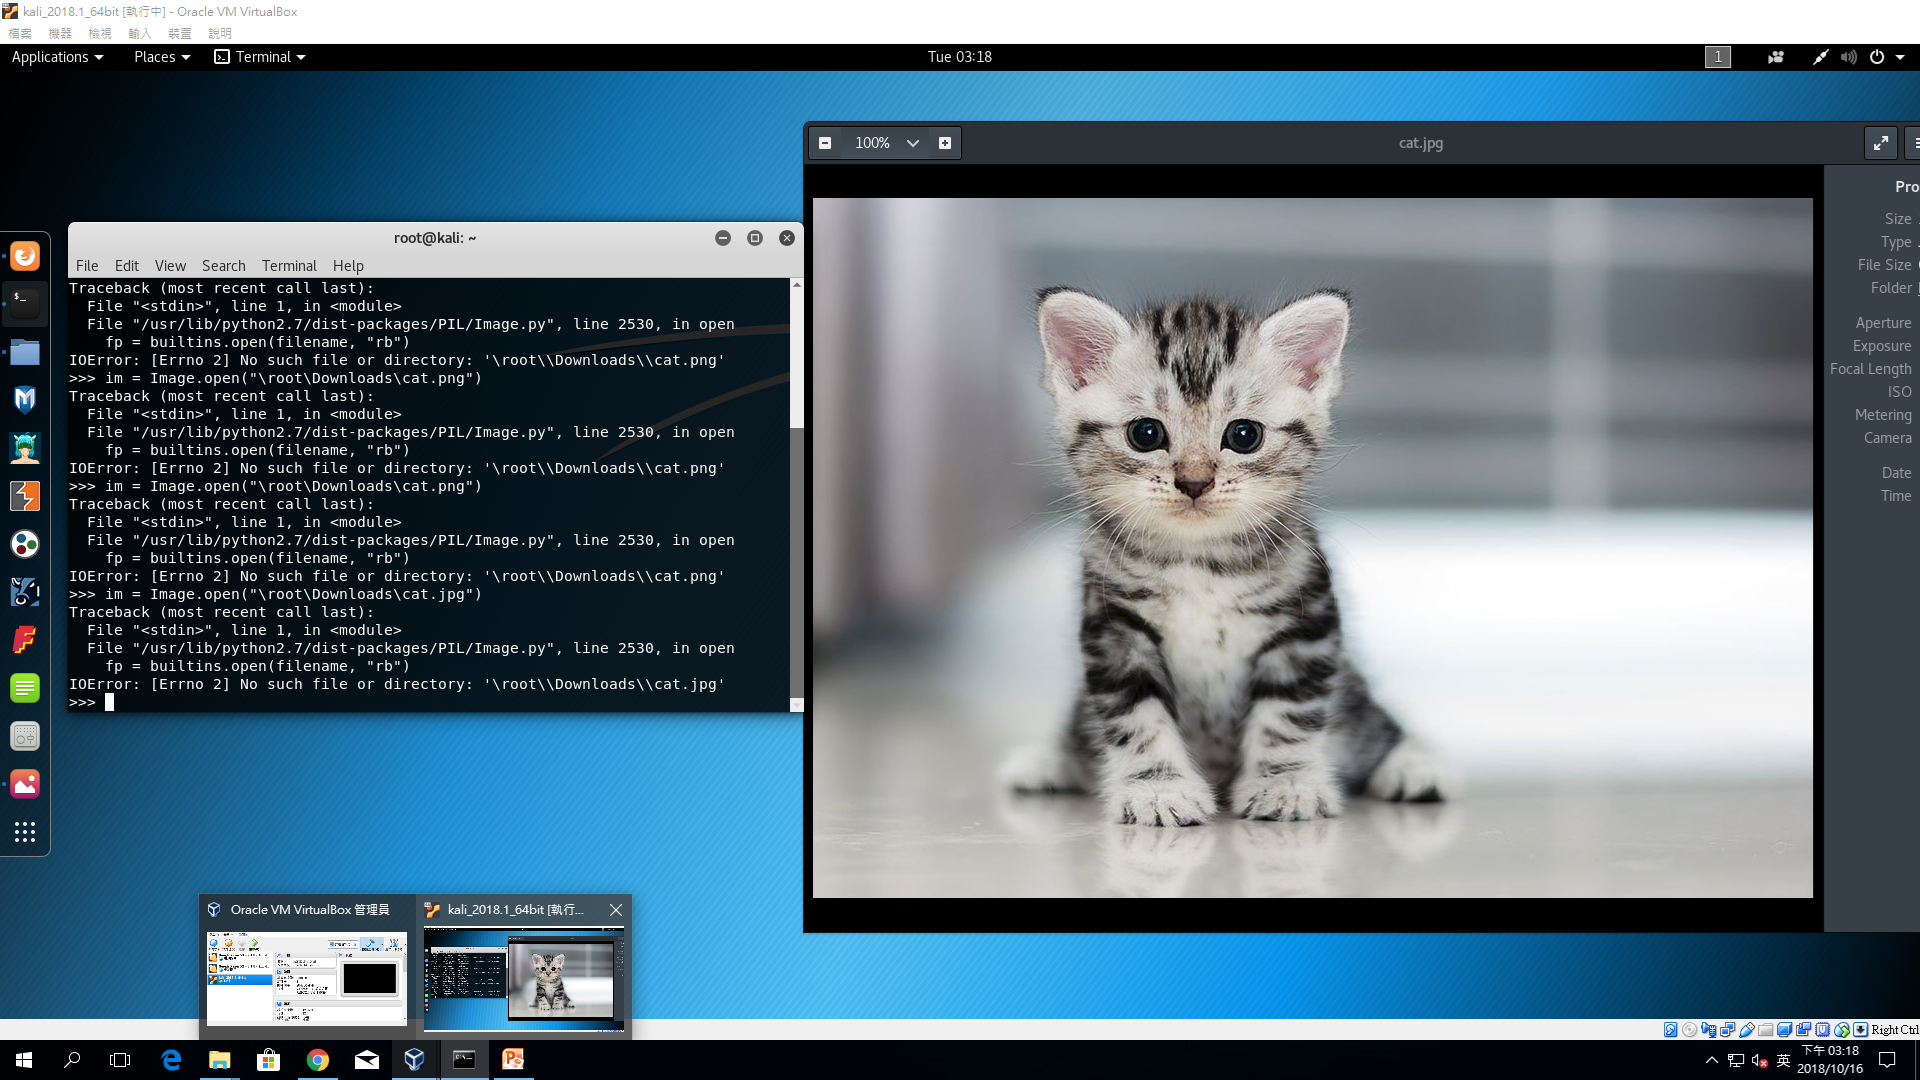 kali_2018.1_64bit [執行中] - Oracle VM VirtualBox
檔案 機器 檢視 輸入 裝置 說明
Applications Places Terminal Tue 03:18 1
100% cat.jpg
root@kali: ~
File Edit View Search Terminal Help
Traceback (most recent call last):
File "<stdin>", line 1, in <module>
File "/usr/lib/python2.7/dist-packages/PIL/Image.py", line 2530, in open
fp = builtins.open(filename, "rb")
IOError: [Errno 2] No such file or directory: '\root\\Downloads\\cat.png'
>>> im = Image.open("\root\Downloads\cat.png")
Traceback (most recent call last):
File "<stdin>", line 1, in <module>
File "/usr/lib/python2.7/dist-packages/PIL/Image.py", line 2530, in open
fp = builtins.open(filename, "rb")
IOError: [Errno 2] No such file or directory: '\root\\Downloads\\cat.png'
>>> im = Image.open("\root\Downloads\cat.png")
Traceback (most recent call last):
File "<stdin>", line 1, in <module>
File "/usr/lib/python2.7/dist-packages/PIL/Image.py", line 2530, in open
fp = builtins.open(filename, "rb")
IOError: [Errno 2] No such file or directory: '\root\\Downloads\\cat.png'
>>> im = Image.open("\root\Downloads\cat.jpg")
Traceback (most recent call last):
File "<stdin>", line 1, in <module>
File "/usr/lib/python2.7/dist-packages/PIL/Image.py", line 2530, in open
fp = builtins.open(filename, "rb")
IOError: [Errno 2] No such file or directory: '\root\\Downloads\\cat.jpg'
>>>
Pro
Size
Type
File Size
Folder
Aperture
Exposure
Focal Length
ISO
Metering
Camera
Date
Time
Oracle VM VirtualBox 管理員
kali_2018.1_64bit [執行...
Right Ctrl
英
下午 03:18
2018/10/16